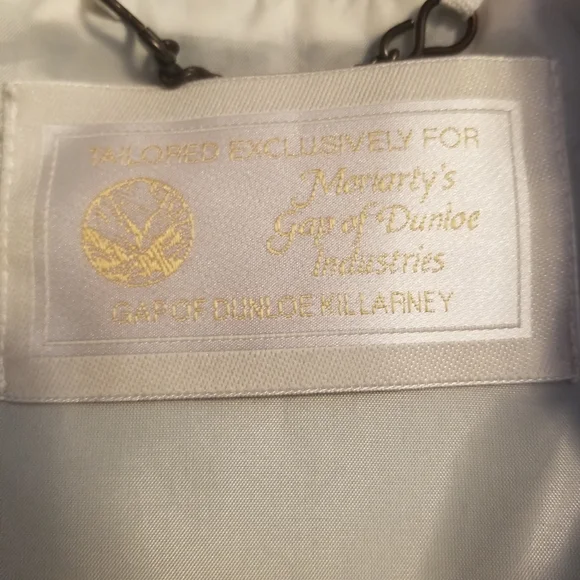 TAILORED EXCLUSIVELY FOR
Moriarty's
Gap of Dunloe
Industries
GAP OF DUNLOE KILLARNEY